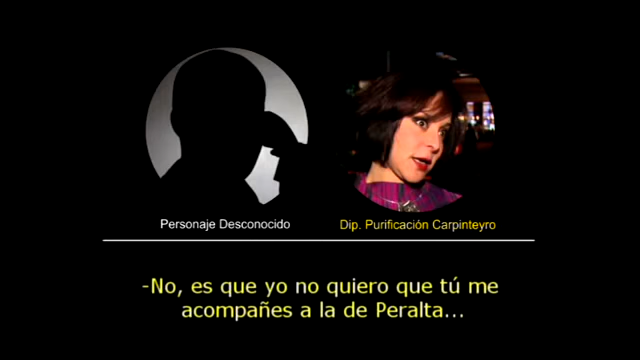 Personaje Desconocido
Dip. Purificación Carpinteyro
-No, es que yo no quiero que tú me
acompañes a la de Peralta...